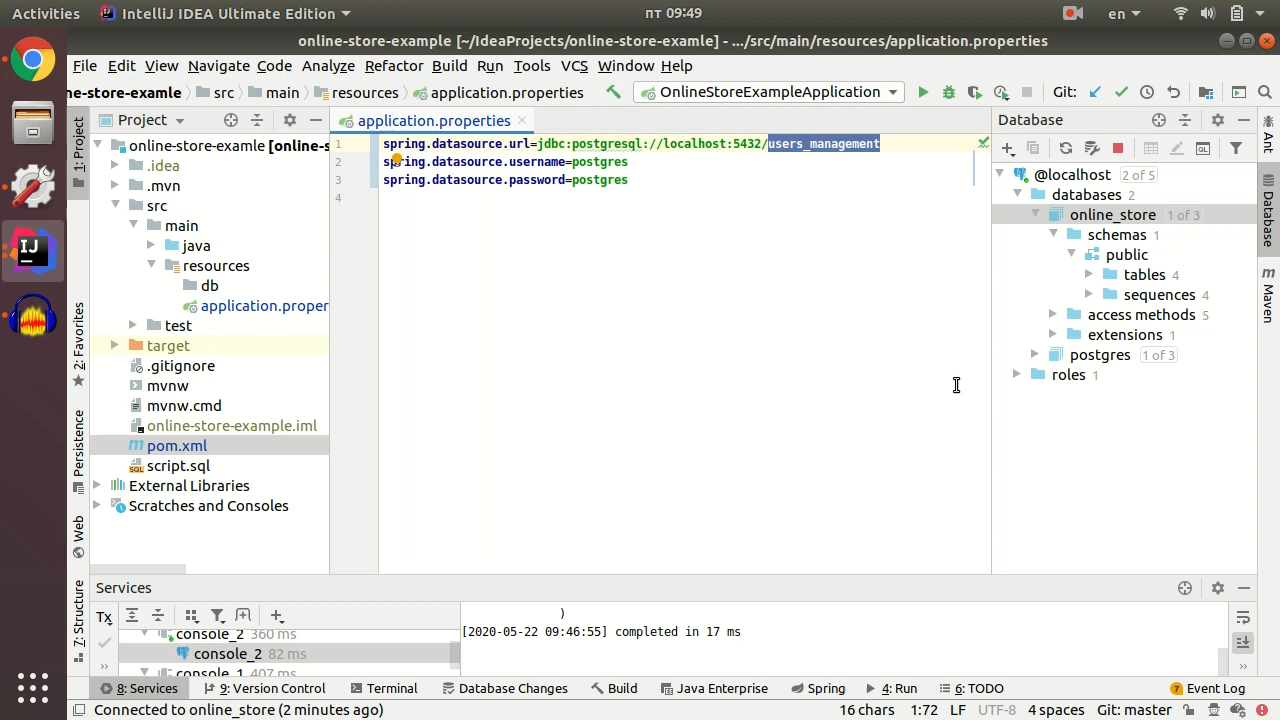 Activities IntelliJ IDEA Ultimate Edition пт 09:49 en
online-store-example [~/IdeaProjects/online-store-examle] - .../src/main/resources/application.properties
File Edit View Navigate Code Analyze Refactor Build Run Tools VCS Window Help
ne-store-examle src main resources application.properties OnlineStoreExampleApplication Git:
1: Project
2: Favorites
Persistence
Web
7: Structure
Project
online-store-examle [online-s
.idea
.mvn
src
main
java
resources
db
application.proper
test
target
.gitignore
mvnw
mvnw.cmd
online-store-example.iml
pom.xml
script.sql
External Libraries
Scratches and Consoles
application.properties
1 spring.datasource.url=jdbc:postgresql://localhost:5432/users_management
2 spring.datasource.username=postgres
3 spring.datasource.password=postgres
4
Database
@localhost 2 of 5
databases 2
online_store 1 of 3
schemas 1
public
tables 4
sequences 4
access methods 5
extensions 1
postgres 1 of 3
roles 1
Ant
Database
Maven
Services
Tx
console_2 360 ms
console_2 82 ms
console_1 407 ms
)
[2020-05-22 09:46:55] completed in 17 ms
8: Services 9: Version Control Terminal Database Changes Build Java Enterprise Spring 4: Run 6: TODO 7 Event Log
Connected to online_store (2 minutes ago) 16 chars 1:72 LF UTF-8 4 spaces Git: master